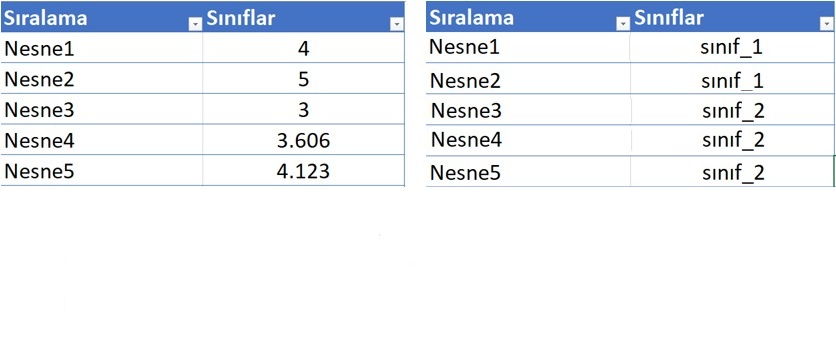 Sıralama Sınıflar
Nesne1 4
Nesne2 5
Nesne3 3
Nesne4 3.606
Nesne5 4.123
Sıralama Sınıflar
Nesne1 sınıf_1
Nesne2 sınıf_1
Nesne3 sınıf_2
Nesne4 sınıf_2
Nesne5 sınıf_2